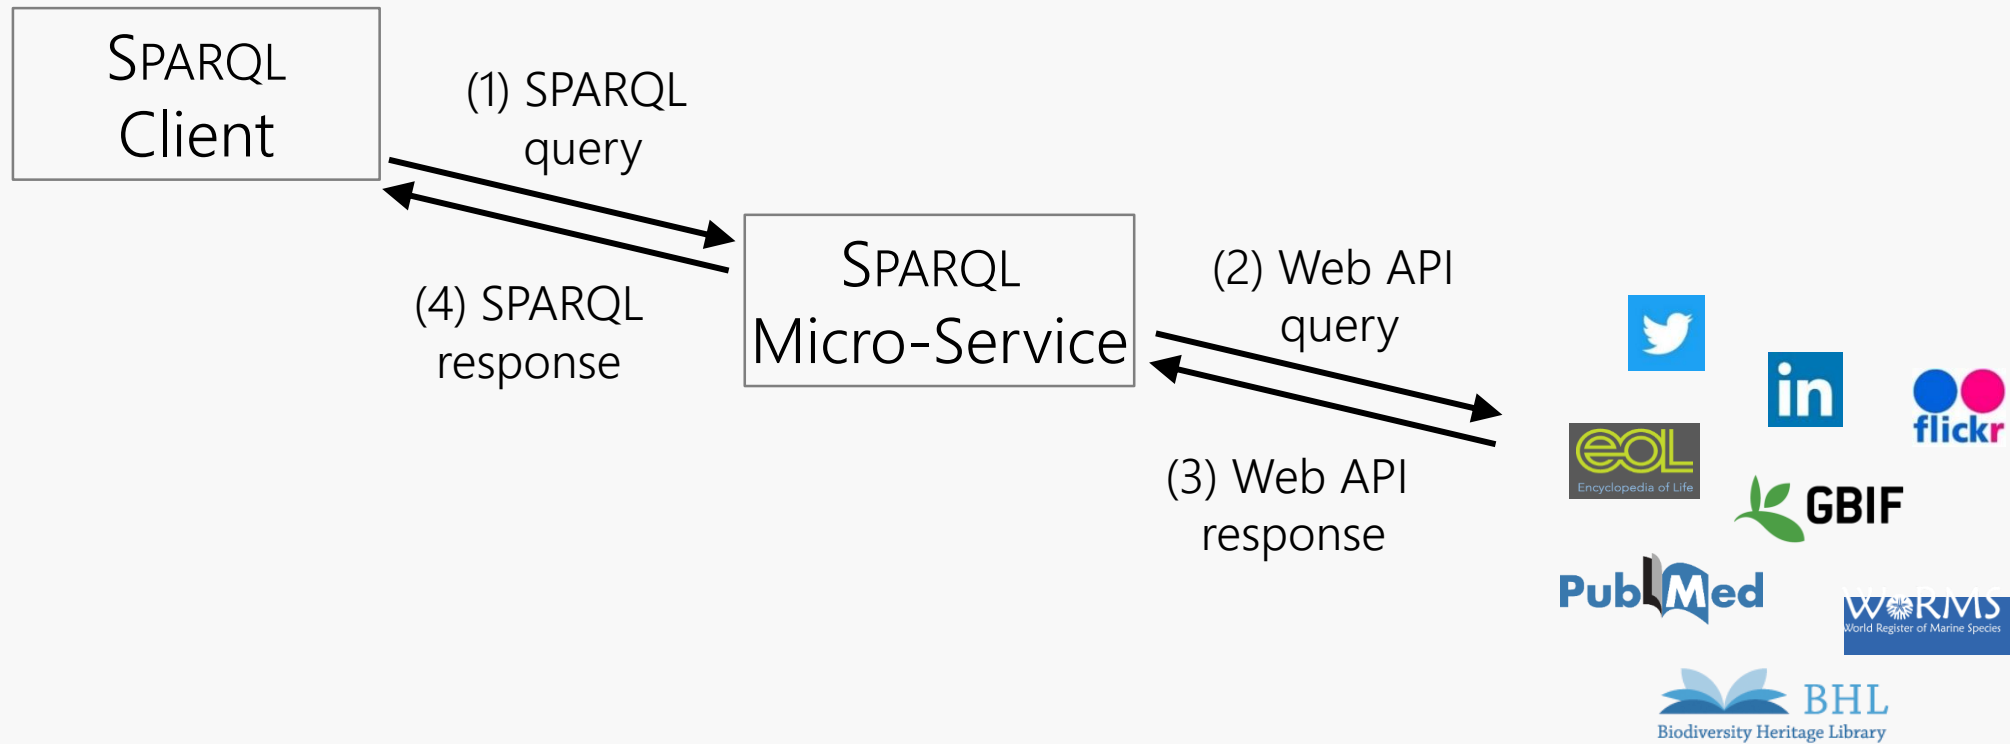 SPARQL
Client
(1) SPARQL
query
(4) SPARQL
response
SPARQL
Micro-Service
(2) Web API
query
(3) Web API
response
in
flickr
eol
Encyclopedia of Life
GBIF
PubMed
WoRMS
World Register of Marine Species
BHL
Biodiversity Heritage Library